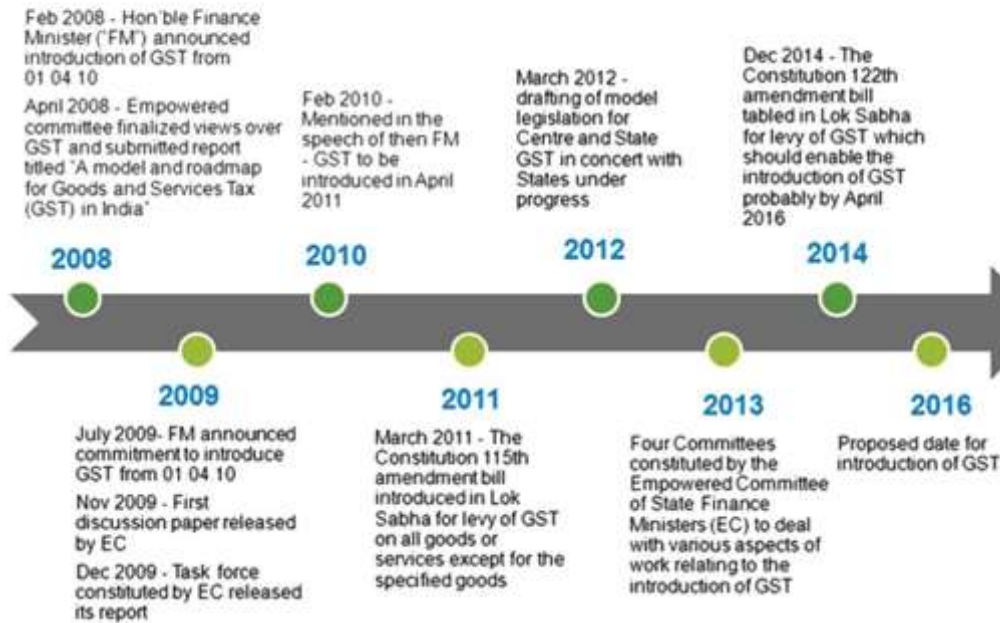 Feb 2008 - Hon'ble Finance
Minister ("FM") announced
introduction of GST from
01 04 10
April 2008 - Empowered
committee finalized views over
GST and submitted report
titled "A model and roadmap
for Goods and Services Tax
(GST) in India"
2008
Feb 2010 -
Mentioned in the
speech of then FM
- GST to be
introduced in April
2011
2010
March 2012 -
drafting of model
legislation for
Centre and State
GST in concert with
States under
progress
2012
Dec 2014 - The
Constitution 122th
amendment bill
tabled in Lok Sabha
for levy of GST which
should enable the
introduction of GST
probably by April
2016
2014
2009
July 2009- FM announced
commitment to introduce
GST from 01 04 10
Nov 2009 - First
discussion paper released
by EC
Dec 2009 - Task force
constituted by EC released
its report
2011
March 2011 - The
Constitution 115th
amendment bill
introduced in Lok
Sabha for levy of GST
on all goods or
services except for the
specified goods
2013
Four Committees
constituted by the
Empowered Committee
of State Finance
Ministers (EC) to deal
with various aspects of
work relating to the
introduction of GST
2016
Proposed date for
introduction of GST